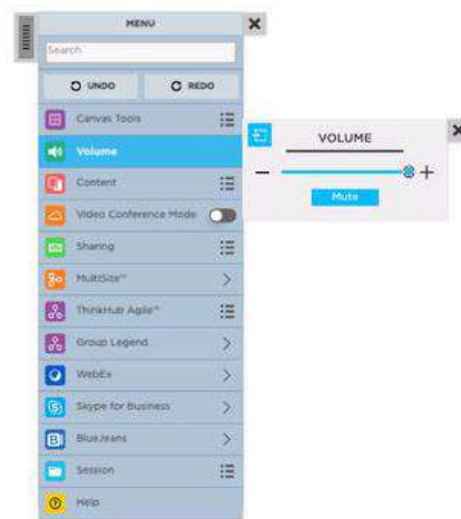 MENU
Search
UNDO REDO
Canvas Tools
Volume
Content
Video Conference Mode
Sharing
MultiSite™
ThinkHub Agile™
Group Legend
WebEx
Skype for Business
BlueJeans
Session
Help
VOLUME
Mute